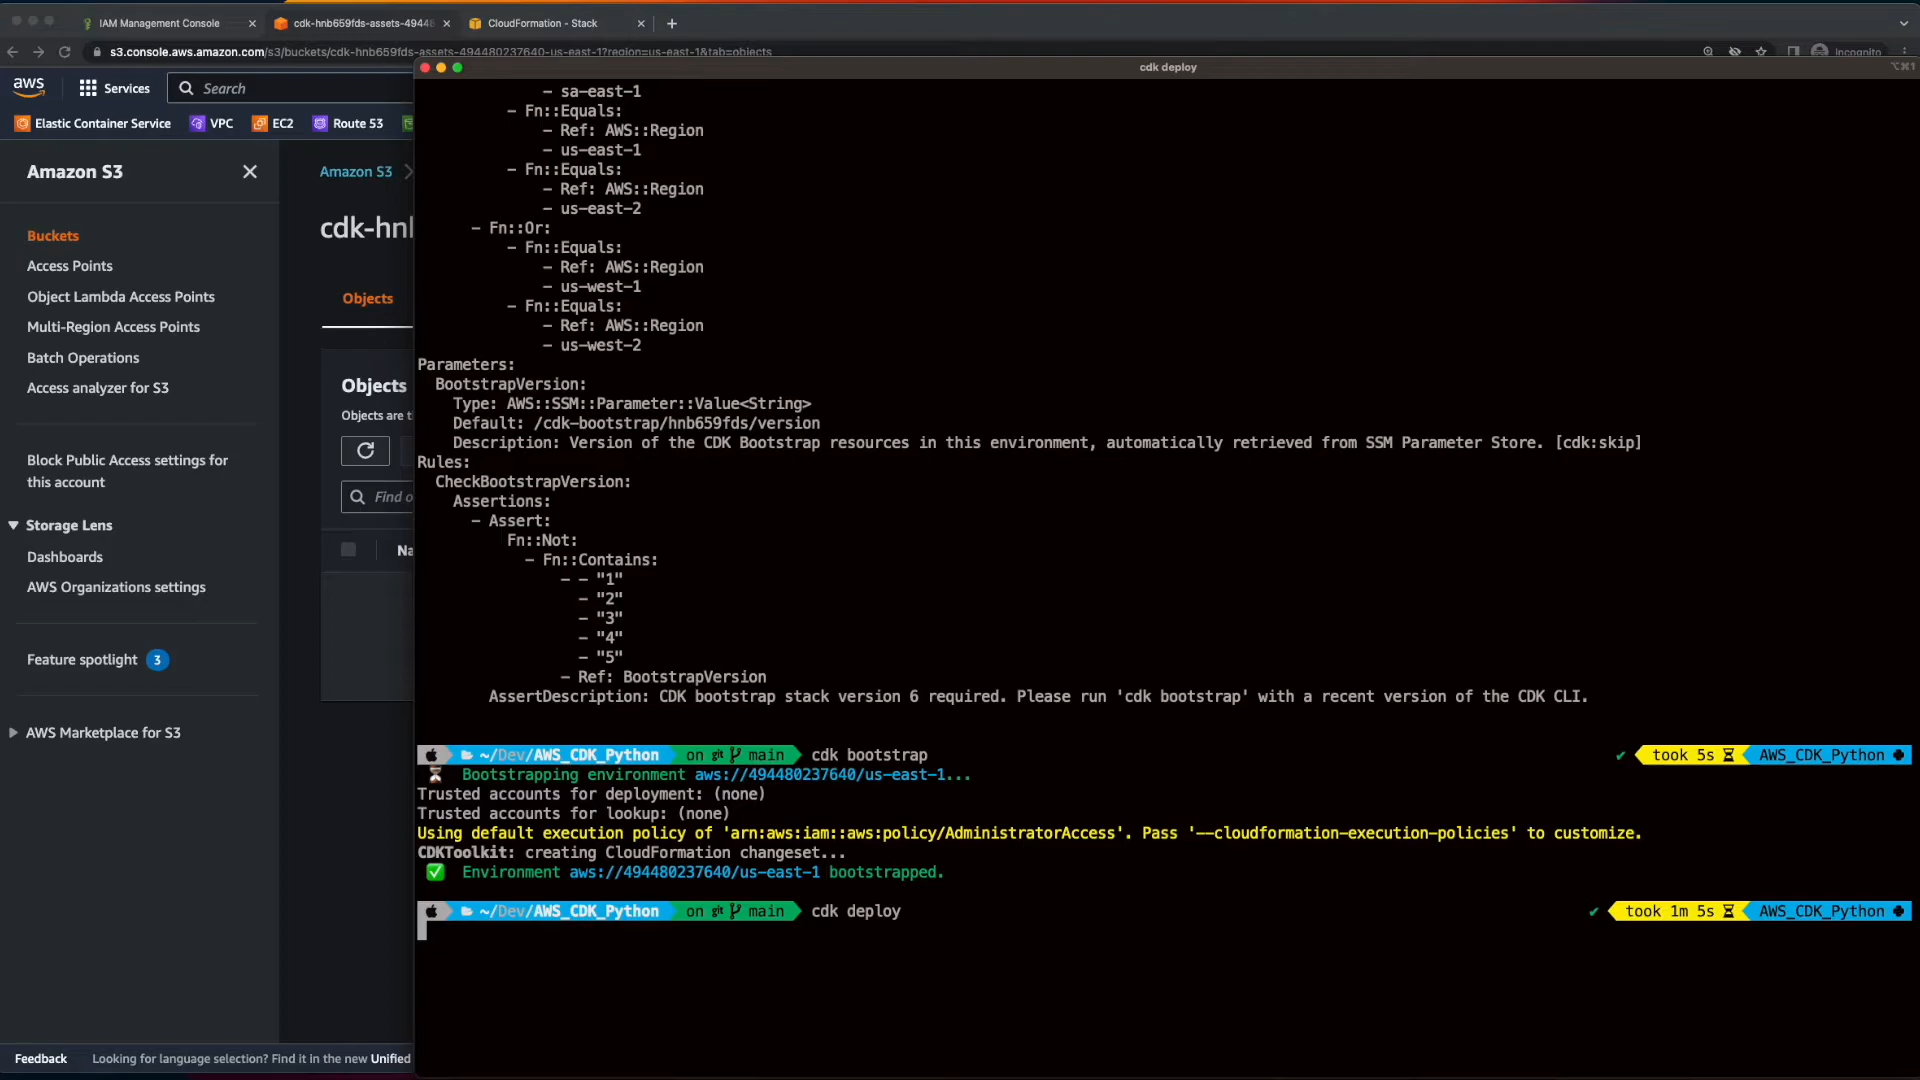 IAM Management Console
cdk-hnb659fds-assets-49448
CloudFormation - Stack
s3.console.aws.amazon.com/s3/buckets/cdk-hnb659fds-assets-494480237640-us-east-1?region=us-east-1&tab=objects
Incognito
cdk deploy
⌥⌘1
aws
Services
Search
Elastic Container Service
VPC
EC2
Route 53
Amazon S3
Buckets
Access Points
Object Lambda Access Points
Multi-Region Access Points
Batch Operations
Access analyzer for S3
Block Public Access settings for
this account
Storage Lens
Dashboards
AWS Organizations settings
Feature spotlight 3
AWS Marketplace for S3
Feedback
Looking for language selection? Find it in the new Unified
Amazon S3
cdk-hnb
Objects
Objects
Objects are t
Find o
Na
- sa-east-1
- Fn::Equals:
- Ref: AWS::Region
- us-east-1
- Fn::Equals:
- Ref: AWS::Region
- us-east-2
- Fn::Or:
- Fn::Equals:
- Ref: AWS::Region
- us-west-1
- Fn::Equals:
- Ref: AWS::Region
- us-west-2
Parameters:
BootstrapVersion:
Type: AWS::SSM::Parameter::Value<String>
Default: /cdk-bootstrap/hnb659fds/version
Description: Version of the CDK Bootstrap resources in this environment, automatically retrieved from SSM Parameter Store. [cdk:skip]
Rules:
CheckBootstrapVersion:
Assertions:
- Assert:
Fn::Not:
- Fn::Contains:
- - "1"
- "2"
- "3"
- "4"
- "5"
- Ref: BootstrapVersion
AssertDescription: CDK bootstrap stack version 6 required. Please run 'cdk bootstrap' with a recent version of the CDK CLI.
~/Dev/AWS_CDK_Python on git main cdk bootstrap ✔ took 5s AWS_CDK_Python
Bootstrapping environment aws://494480237640/us-east-1...
Trusted accounts for deployment: (none)
Trusted accounts for lookup: (none)
Using default execution policy of 'arn:aws:iam::aws:policy/AdministratorAccess'. Pass '--cloudformation-execution-policies' to customize.
CDKToolkit: creating CloudFormation changeset...
✅ Environment aws://494480237640/us-east-1 bootstrapped.
~/Dev/AWS_CDK_Python on git main cdk deploy ✔ took 1m 5s AWS_CDK_Python